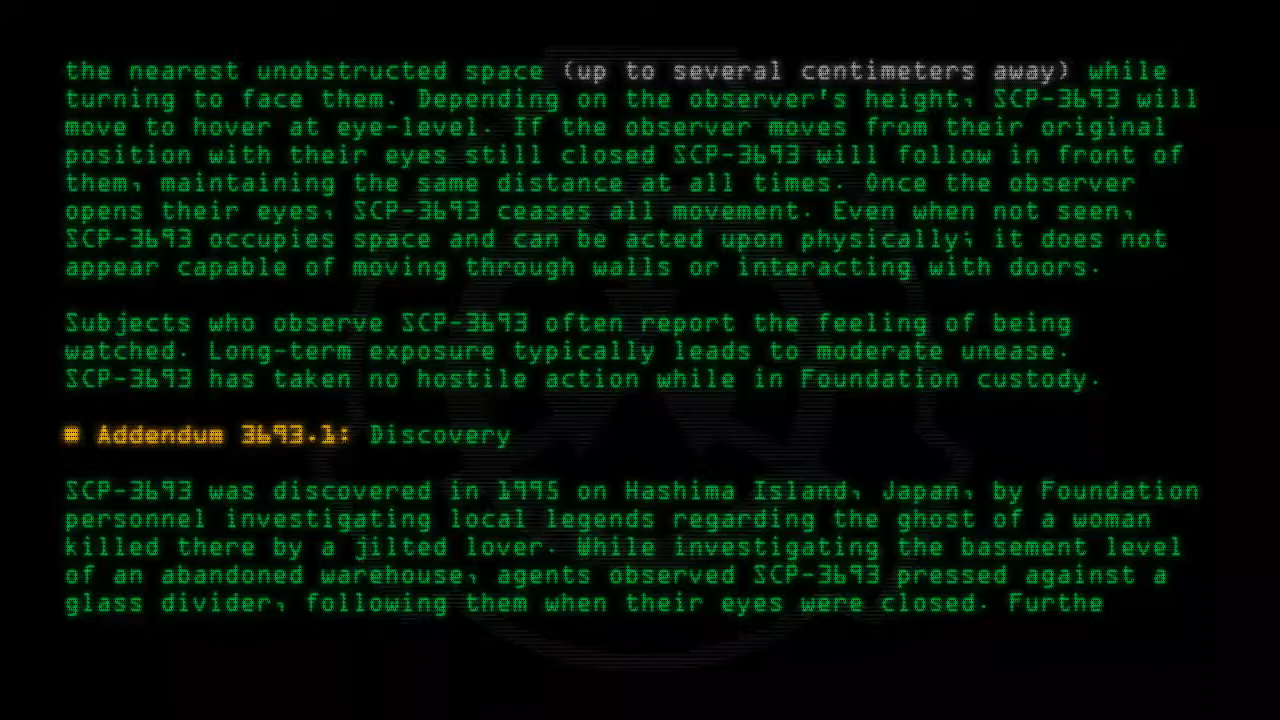 the nearest unobstructed space (up to several centimeters away) while
turning to face them. Depending on the observer's height, SCP-3693 will
move to hover at eye-level. If the observer moves from their original
position with their eyes still closed SCP-3693 will follow in front of
them, maintaining the same distance at all times. Once the observer
opens their eyes, SCP-3693 ceases all movement. Even when not seen,
SCP-3693 occupies space and can be acted upon physically; it does not
appear capable of moving through walls or interacting with doors.
Subjects who observe SCP-3693 often report the feeling of being
watched. Long-term exposure typically leads to moderate unease.
SCP-3693 has taken no hostile action while in Foundation custody.
■ Addendum 3693.1: Discovery
SCP-3693 was discovered in 1995 on Hashima Island, Japan, by Foundation
personnel investigating local legends regarding the ghost of a woman
killed there by a jilted lover. While investigating the basement level
of an abandoned warehouse, agents observed SCP-3693 pressed against a
glass divider, following them when their eyes were closed. Furthe